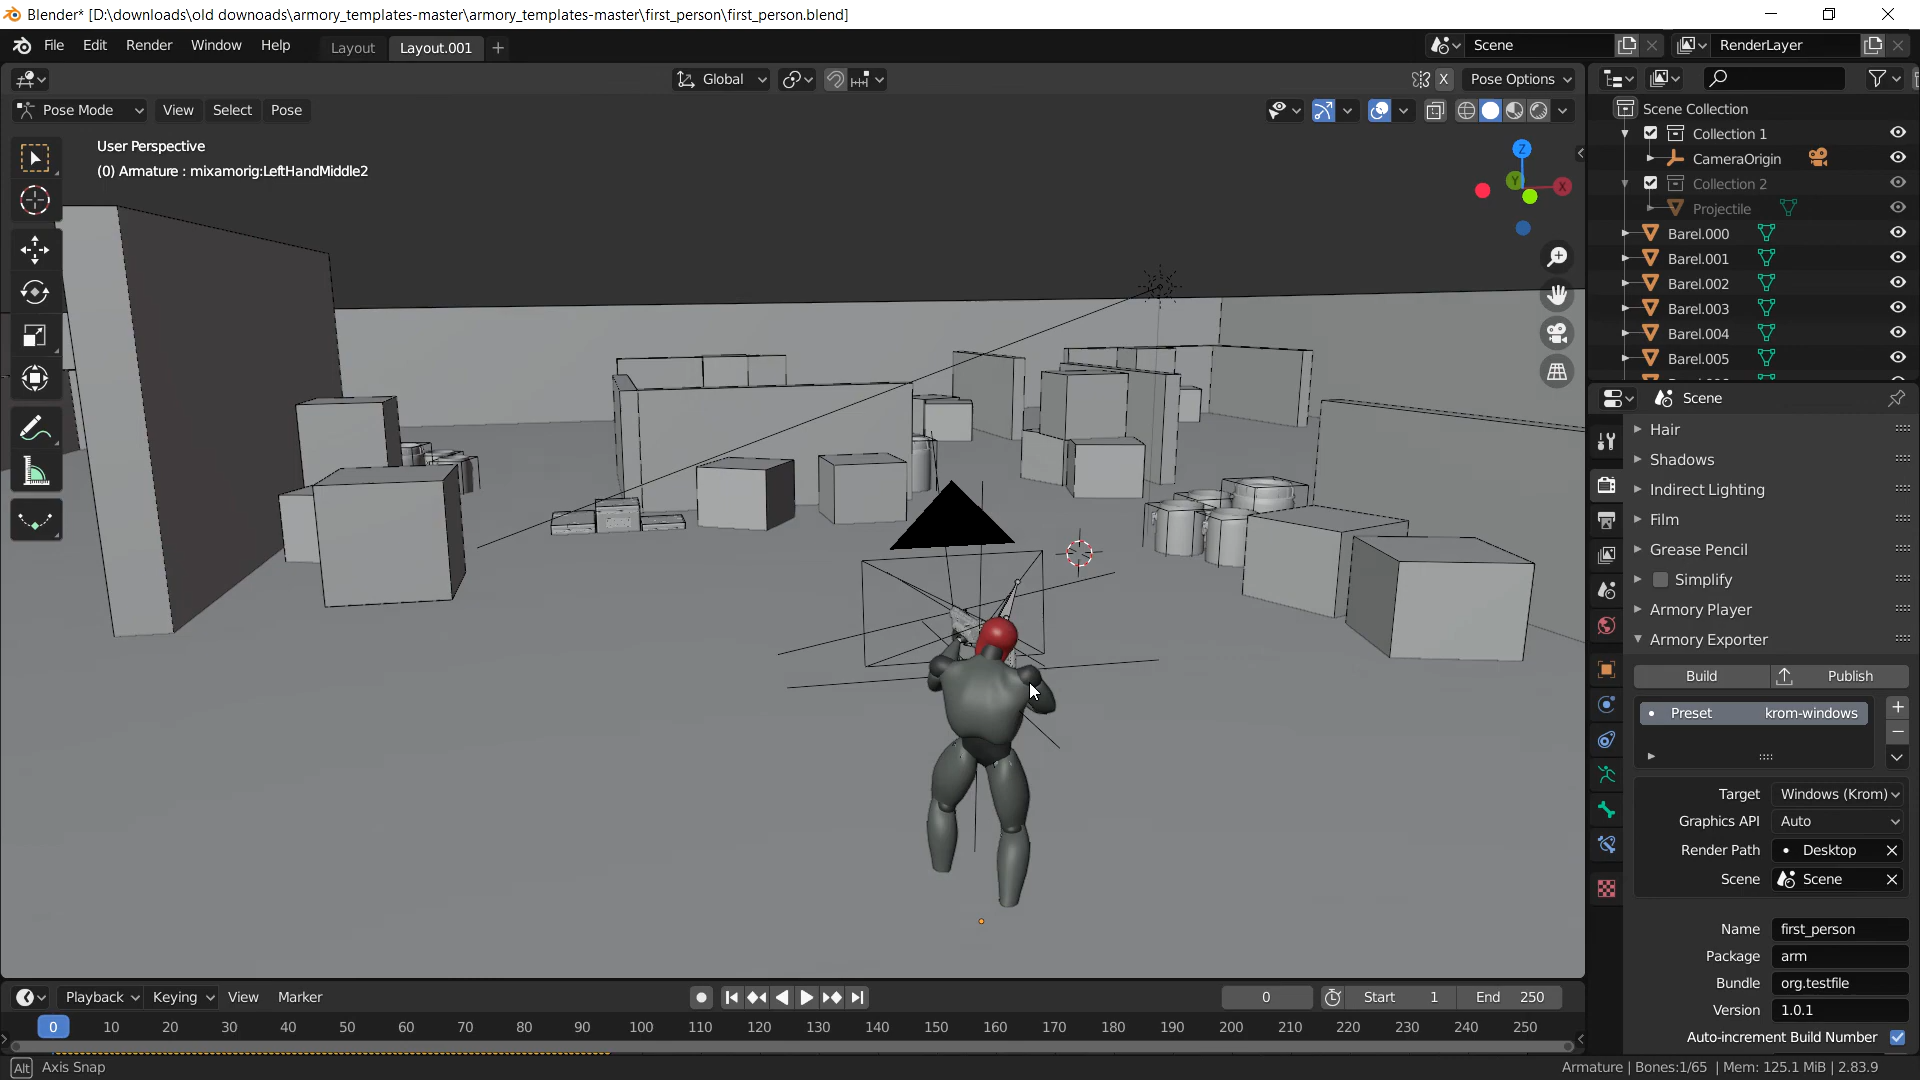 Blender* [D:\downloads\old downoads\armory_templates-master\armory_templates-master\first_person\first_person.blend]
File Edit Render Window Help Layout Layout.001 + Scene RenderLayer
Global X Pose Options
Pose Mode View Select Pose
User Perspective
(0) Armature : mixamorig:LeftHandMiddle2
Z
Y
X
Scene Collection
Collection 1
CameraOrigin
Collection 2
Projectile
Barel.000
Barel.001
Barel.002
Barel.003
Barel.004
Barel.005
Scene
Hair
Shadows
Indirect Lighting
Film
Grease Pencil
Simplify
Armory Player
Armory Exporter
Build Publish
Preset krom-windows
Target Windows (Krom)
Graphics API Auto
Render Path Desktop
Scene Scene
Name first_person
Package arm
Bundle org.testfile
Version 1.0.1
Auto-increment Build Number
Playback Keying View Marker 0 Start 1 End 250
0 10 20 30 40 50 60 70 80 90 100 110 120 130 140 150 160 170 180 190 200 210 220 230 240 250
Alt Axis Snap Armature | Bones:1/65 | Mem: 125.1 MiB | 2.83.9